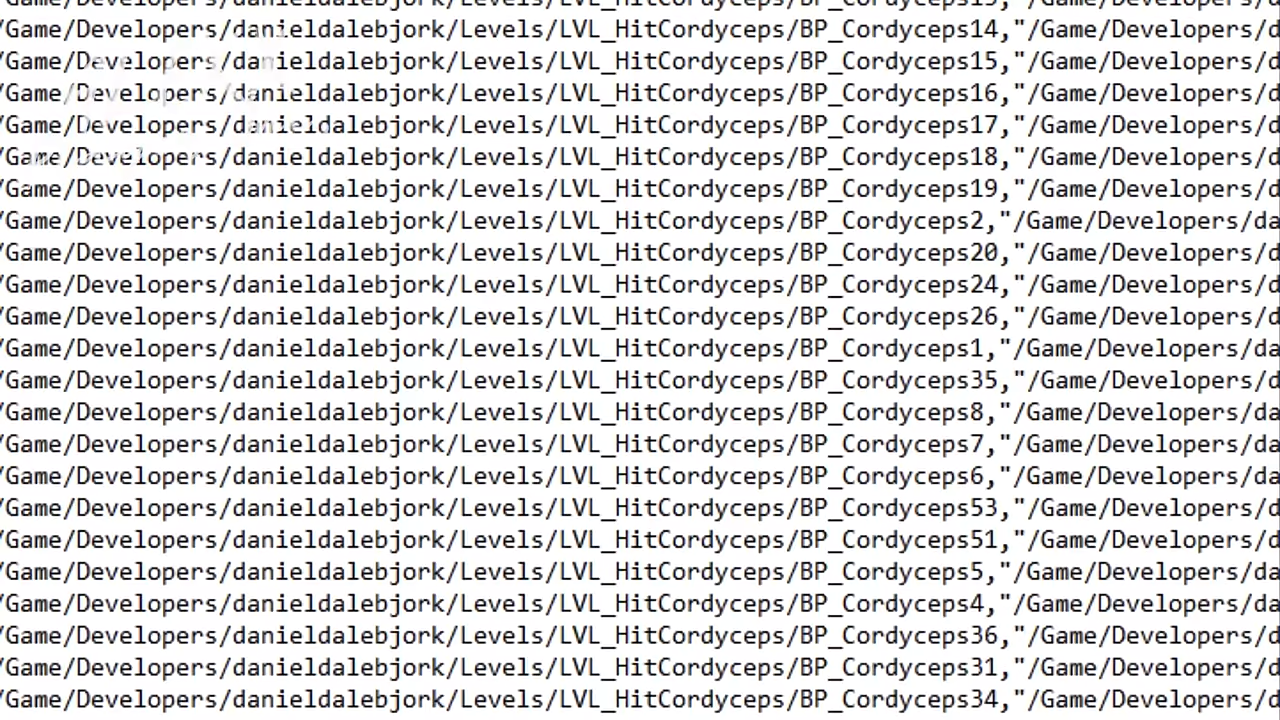 /Game/Developers/danieldalebjork/Levels/LVL_HitCordyceps/BP_Cordyceps13,"/Game/Developers/d
/Game/Developers/danieldalebjork/Levels/LVL_HitCordyceps/BP_Cordyceps14,"/Game/Developers/d
/Game/Developers/danieldalebjork/Levels/LVL_HitCordyceps/BP_Cordyceps15,"/Game/Developers/d
/Game/Developers/danieldalebjork/Levels/LVL_HitCordyceps/BP_Cordyceps16,"/Game/Developers/d
/Game/Developers/danieldalebjork/Levels/LVL_HitCordyceps/BP_Cordyceps17,"/Game/Developers/d
/Game/Developers/danieldalebjork/Levels/LVL_HitCordyceps/BP_Cordyceps18,"/Game/Developers/d
/Game/Developers/danieldalebjork/Levels/LVL_HitCordyceps/BP_Cordyceps19,"/Game/Developers/d
/Game/Developers/danieldalebjork/Levels/LVL_HitCordyceps/BP_Cordyceps2,"/Game/Developers/da
/Game/Developers/danieldalebjork/Levels/LVL_HitCordyceps/BP_Cordyceps20,"/Game/Developers/d
/Game/Developers/danieldalebjork/Levels/LVL_HitCordyceps/BP_Cordyceps24,"/Game/Developers/d
/Game/Developers/danieldalebjork/Levels/LVL_HitCordyceps/BP_Cordyceps26,"/Game/Developers/d
/Game/Developers/danieldalebjork/Levels/LVL_HitCordyceps/BP_Cordyceps1,"/Game/Developers/da
/Game/Developers/danieldalebjork/Levels/LVL_HitCordyceps/BP_Cordyceps35,"/Game/Developers/d
/Game/Developers/danieldalebjork/Levels/LVL_HitCordyceps/BP_Cordyceps8,"/Game/Developers/da
/Game/Developers/danieldalebjork/Levels/LVL_HitCordyceps/BP_Cordyceps7,"/Game/Developers/da
/Game/Developers/danieldalebjork/Levels/LVL_HitCordyceps/BP_Cordyceps6,"/Game/Developers/da
/Game/Developers/danieldalebjork/Levels/LVL_HitCordyceps/BP_Cordyceps53,"/Game/Developers/d
/Game/Developers/danieldalebjork/Levels/LVL_HitCordyceps/BP_Cordyceps51,"/Game/Developers/d
/Game/Developers/danieldalebjork/Levels/LVL_HitCordyceps/BP_Cordyceps5,"/Game/Developers/da
/Game/Developers/danieldalebjork/Levels/LVL_HitCordyceps/BP_Cordyceps4,"/Game/Developers/da
/Game/Developers/danieldalebjork/Levels/LVL_HitCordyceps/BP_Cordyceps36,"/Game/Developers/d
/Game/Developers/danieldalebjork/Levels/LVL_HitCordyceps/BP_Cordyceps31,"/Game/Developers/d
/Game/Developers/danieldalebjork/Levels/LVL_HitCordyceps/BP_Cordyceps34,"/Game/Developers/d